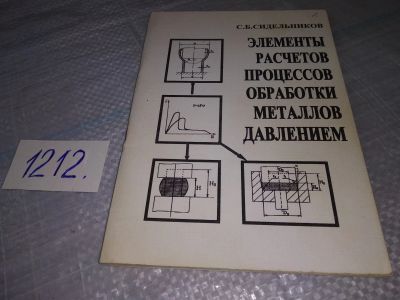 С.Б.СИДЕЛЬНИКОВ
ЭЛЕМЕНТЫ
РАСЧЕТОВ
ПРОЦЕССОВ
ОБРАБОТКИ
МЕТАЛЛОВ
ДАВЛЕНИЕМ
1212.